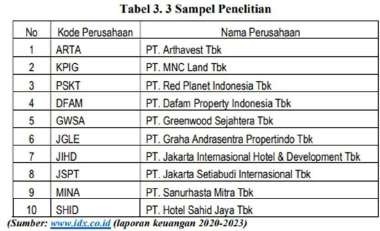 Tabel 3. 3 Sampel Penelitian
No Kode Perusahaan Nama Perusahaan
1 ARTA PT. Arthavest Tbk
2 KPIG PT. MNC Land Tbk
3 PSKT PT. Red Planet Indonesia Tbk
4 DFAM PT. Dafam Property Indonesia Tbk
5 GWSA PT. Greenwood Sejahtera Tbk
6 JGLE PT. Graha Andrasentra Propertindo Tbk
7 JIHD PT. Jakarta Internasional Hotel & Development Tbk
8 JSPT PT. Jakarta Setiabudi Internasional Tbk
9 MINA PT. Sanurhasta Mitra Tbk
10 SHID PT. Hotel Sahid Jaya Tbk
(Sumber: www.idx.co.id (laporan keuangan 2020-2023)